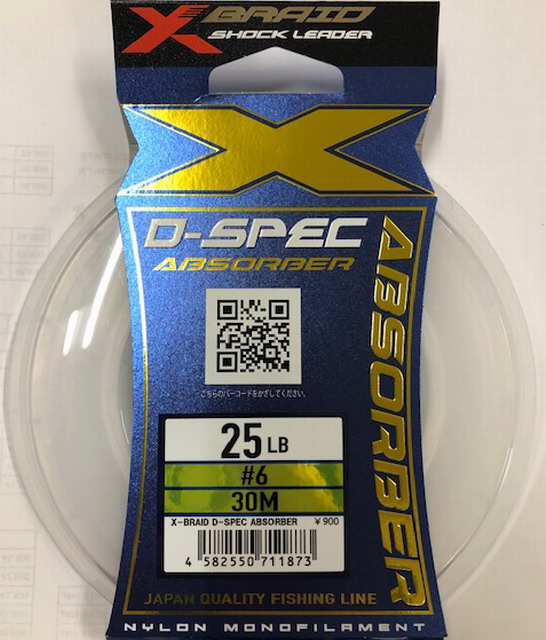 X BRAID
SHOCK LEADER
X
D-SPEC
ABSORBER
ABSORBER
こちらのバーコードをかざしてください。
25 LB
#6
30M
X-BRAID D-SPEC ABSORBER ¥900
4 582550 711873
JAPAN QUALITY FISHING LINE
NYLON MONOFILAMENT